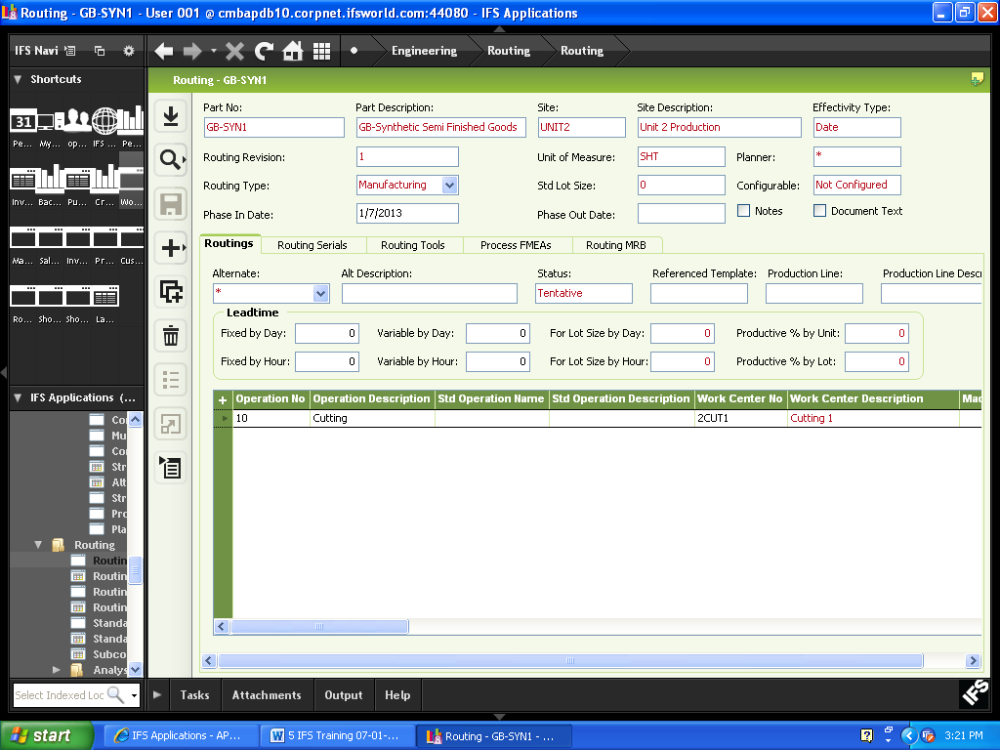 Routing - GB-SYN1 - User 001 @ cmbapdb10.corpnet.ifsworld.com:44080 - IFS Applications
IFS Navi
Engineering
Routing
Routing
Shortcuts
31
Pe...
My...
op...
IFS ...
Pe...
Inv...
Bac...
Pu...
Cr...
Wo...
Ma...
Sal...
Inv...
Pr...
Cus...
Ro...
Sho...
Sho...
La...
IFS Applications (...
Co
Mu
Co
Str
Att
Str
Pro
Pla
Routing
Routin
Routin
Routin
Routin
Standa
Standa
Subco
Analys
Select Indexed Loc
Routing - GB-SYN1
Part No:
Part Description:
Site:
Site Description:
Effectivity Type:
GB-SYN1
GB-Synthetic Semi Finished Goods
UNIT2
Unit 2 Production
Date
Routing Revision:
1
Unit of Measure:
SHT
Planner:
*
Routing Type:
Manufacturing
Std Lot Size:
0
Configurable:
Not Configured
Phase In Date:
1/7/2013
Phase Out Date:
Notes
Document Text
Routings
Routing Serials
Routing Tools
Process FMEAs
Routing MRB
Alternate:
Alt Description:
Status:
Referenced Template:
Production Line:
Production Line Descri
*
Tentative
Leadtime
Fixed by Day:
0
Variable by Day:
0
For Lot Size by Day:
0
Productive % by Unit:
0
Fixed by Hour:
0
Variable by Hour:
0
For Lot Size by Hour:
0
Productive % by Lot:
0
Operation No
Operation Description
Std Operation Name
Std Operation Description
Work Center No
Work Center Description
Mac
10
Cutting
2CUT1
Cutting 1
Tasks
Attachments
Output
Help
IFS
start
IFS Applications - AP...
5 IFS Training 07-01-...
Routing - GB-SYN1 - ...
3:21 PM